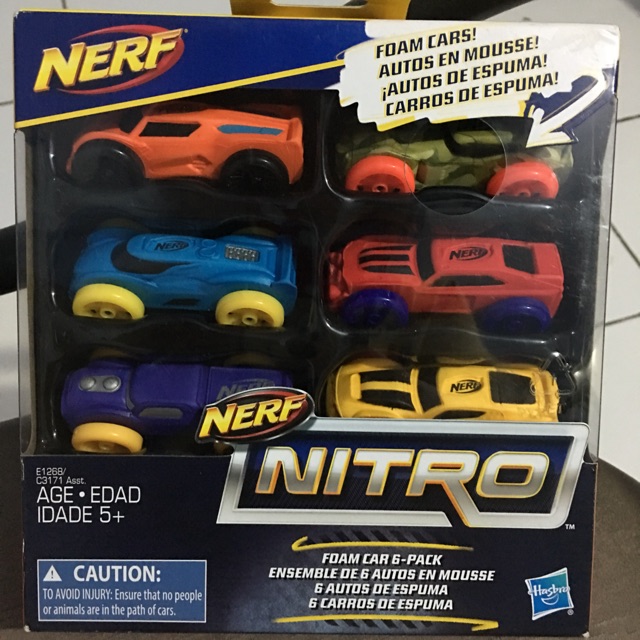 NERF
FOAM CARS!
AUTOS EN MOUSSE!
¡AUTOS DE ESPUMA!
CARROS DE ESPUMA!
NERF
NERF
NERF
NERF
NERF
NITRO
TM
E1268/
C3171 Asst.
AGE • EDAD
IDADE 5+
FOAM CAR 6-PACK
ENSEMBLE DE 6 AUTOS EN MOUSSE
6 AUTOS DE ESPUMA
6 CARROS DE ESPUMA
CAUTION:
TO AVOID INJURY: Ensure that no people
or animals are in the path of cars.
Hasbro